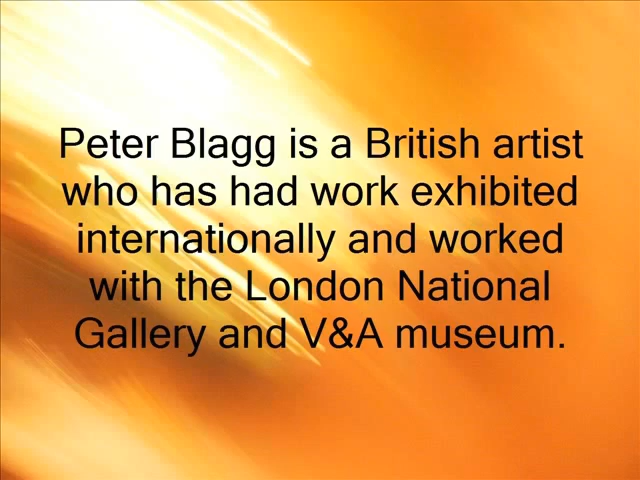 Peter Blagg is a British artist
who has had work exhibited
internationally and worked
with the London National
Gallery and V&A museum.